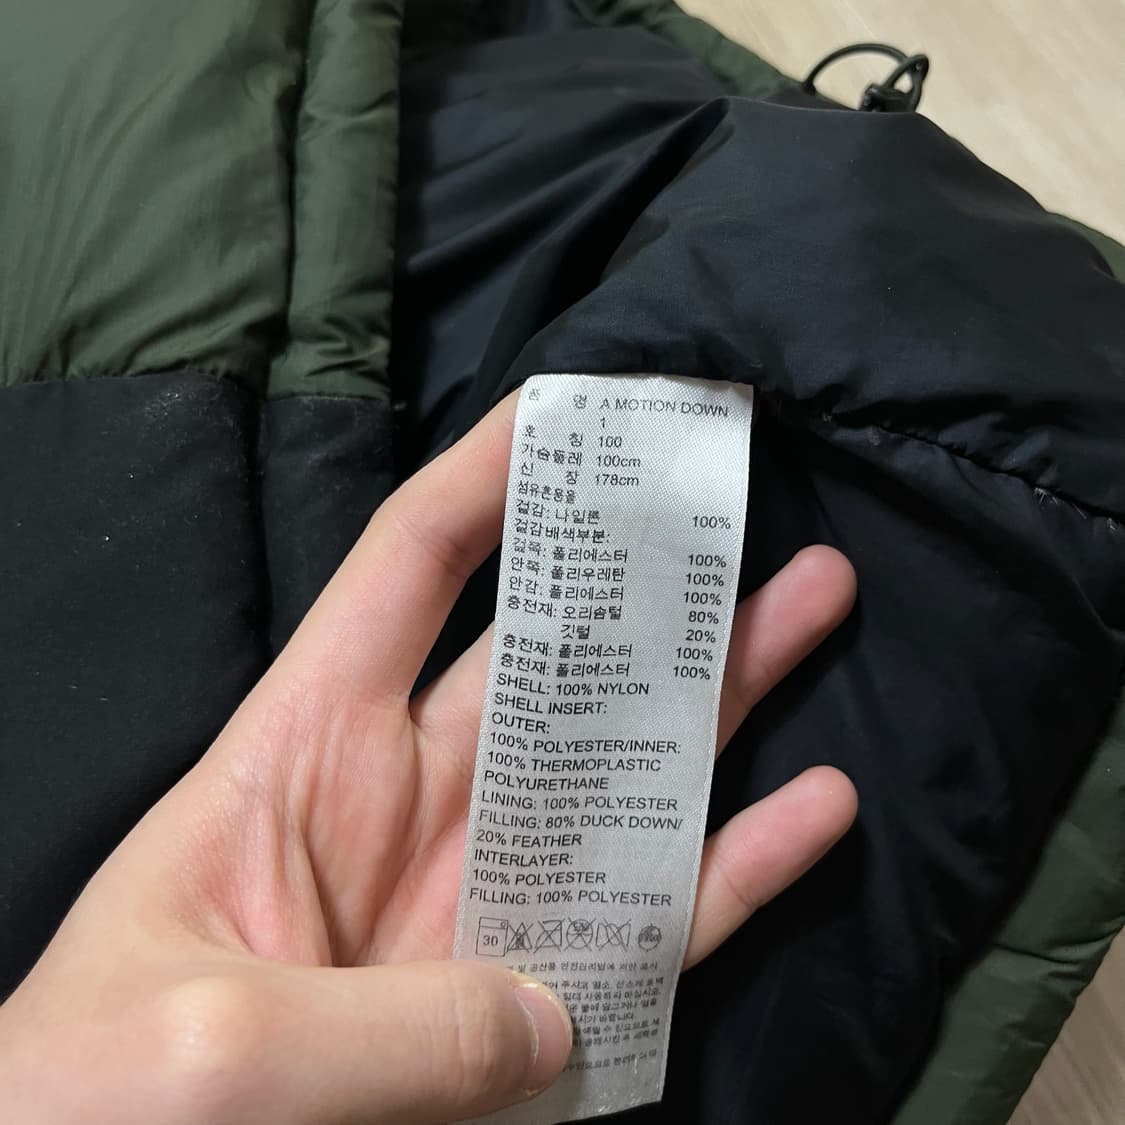 품 명 A MOTION DOWN
1
호 칭 100
가슴둘레 100cm
신 장 178cm
섬유혼용율
겉감: 나일론 100%
겉감배색부분:
겉쪽: 폴리에스터 100%
안쪽: 폴리우레탄 100%
안감: 폴리에스터 100%
충전재: 오리솜털 80%
깃털 20%
충전재: 폴리에스터 100%
충전재: 폴리에스터 100%
SHELL: 100% NYLON
SHELL INSERT:
OUTER:
100% POLYESTER/INNER:
100% THERMOPLASTIC
POLYURETHANE
LINING: 100% POLYESTER
FILLING: 80% DUCK DOWN/
20% FEATHER
INTERLAYER:
100% POLYESTER
FILLING: 100% POLYESTER
30